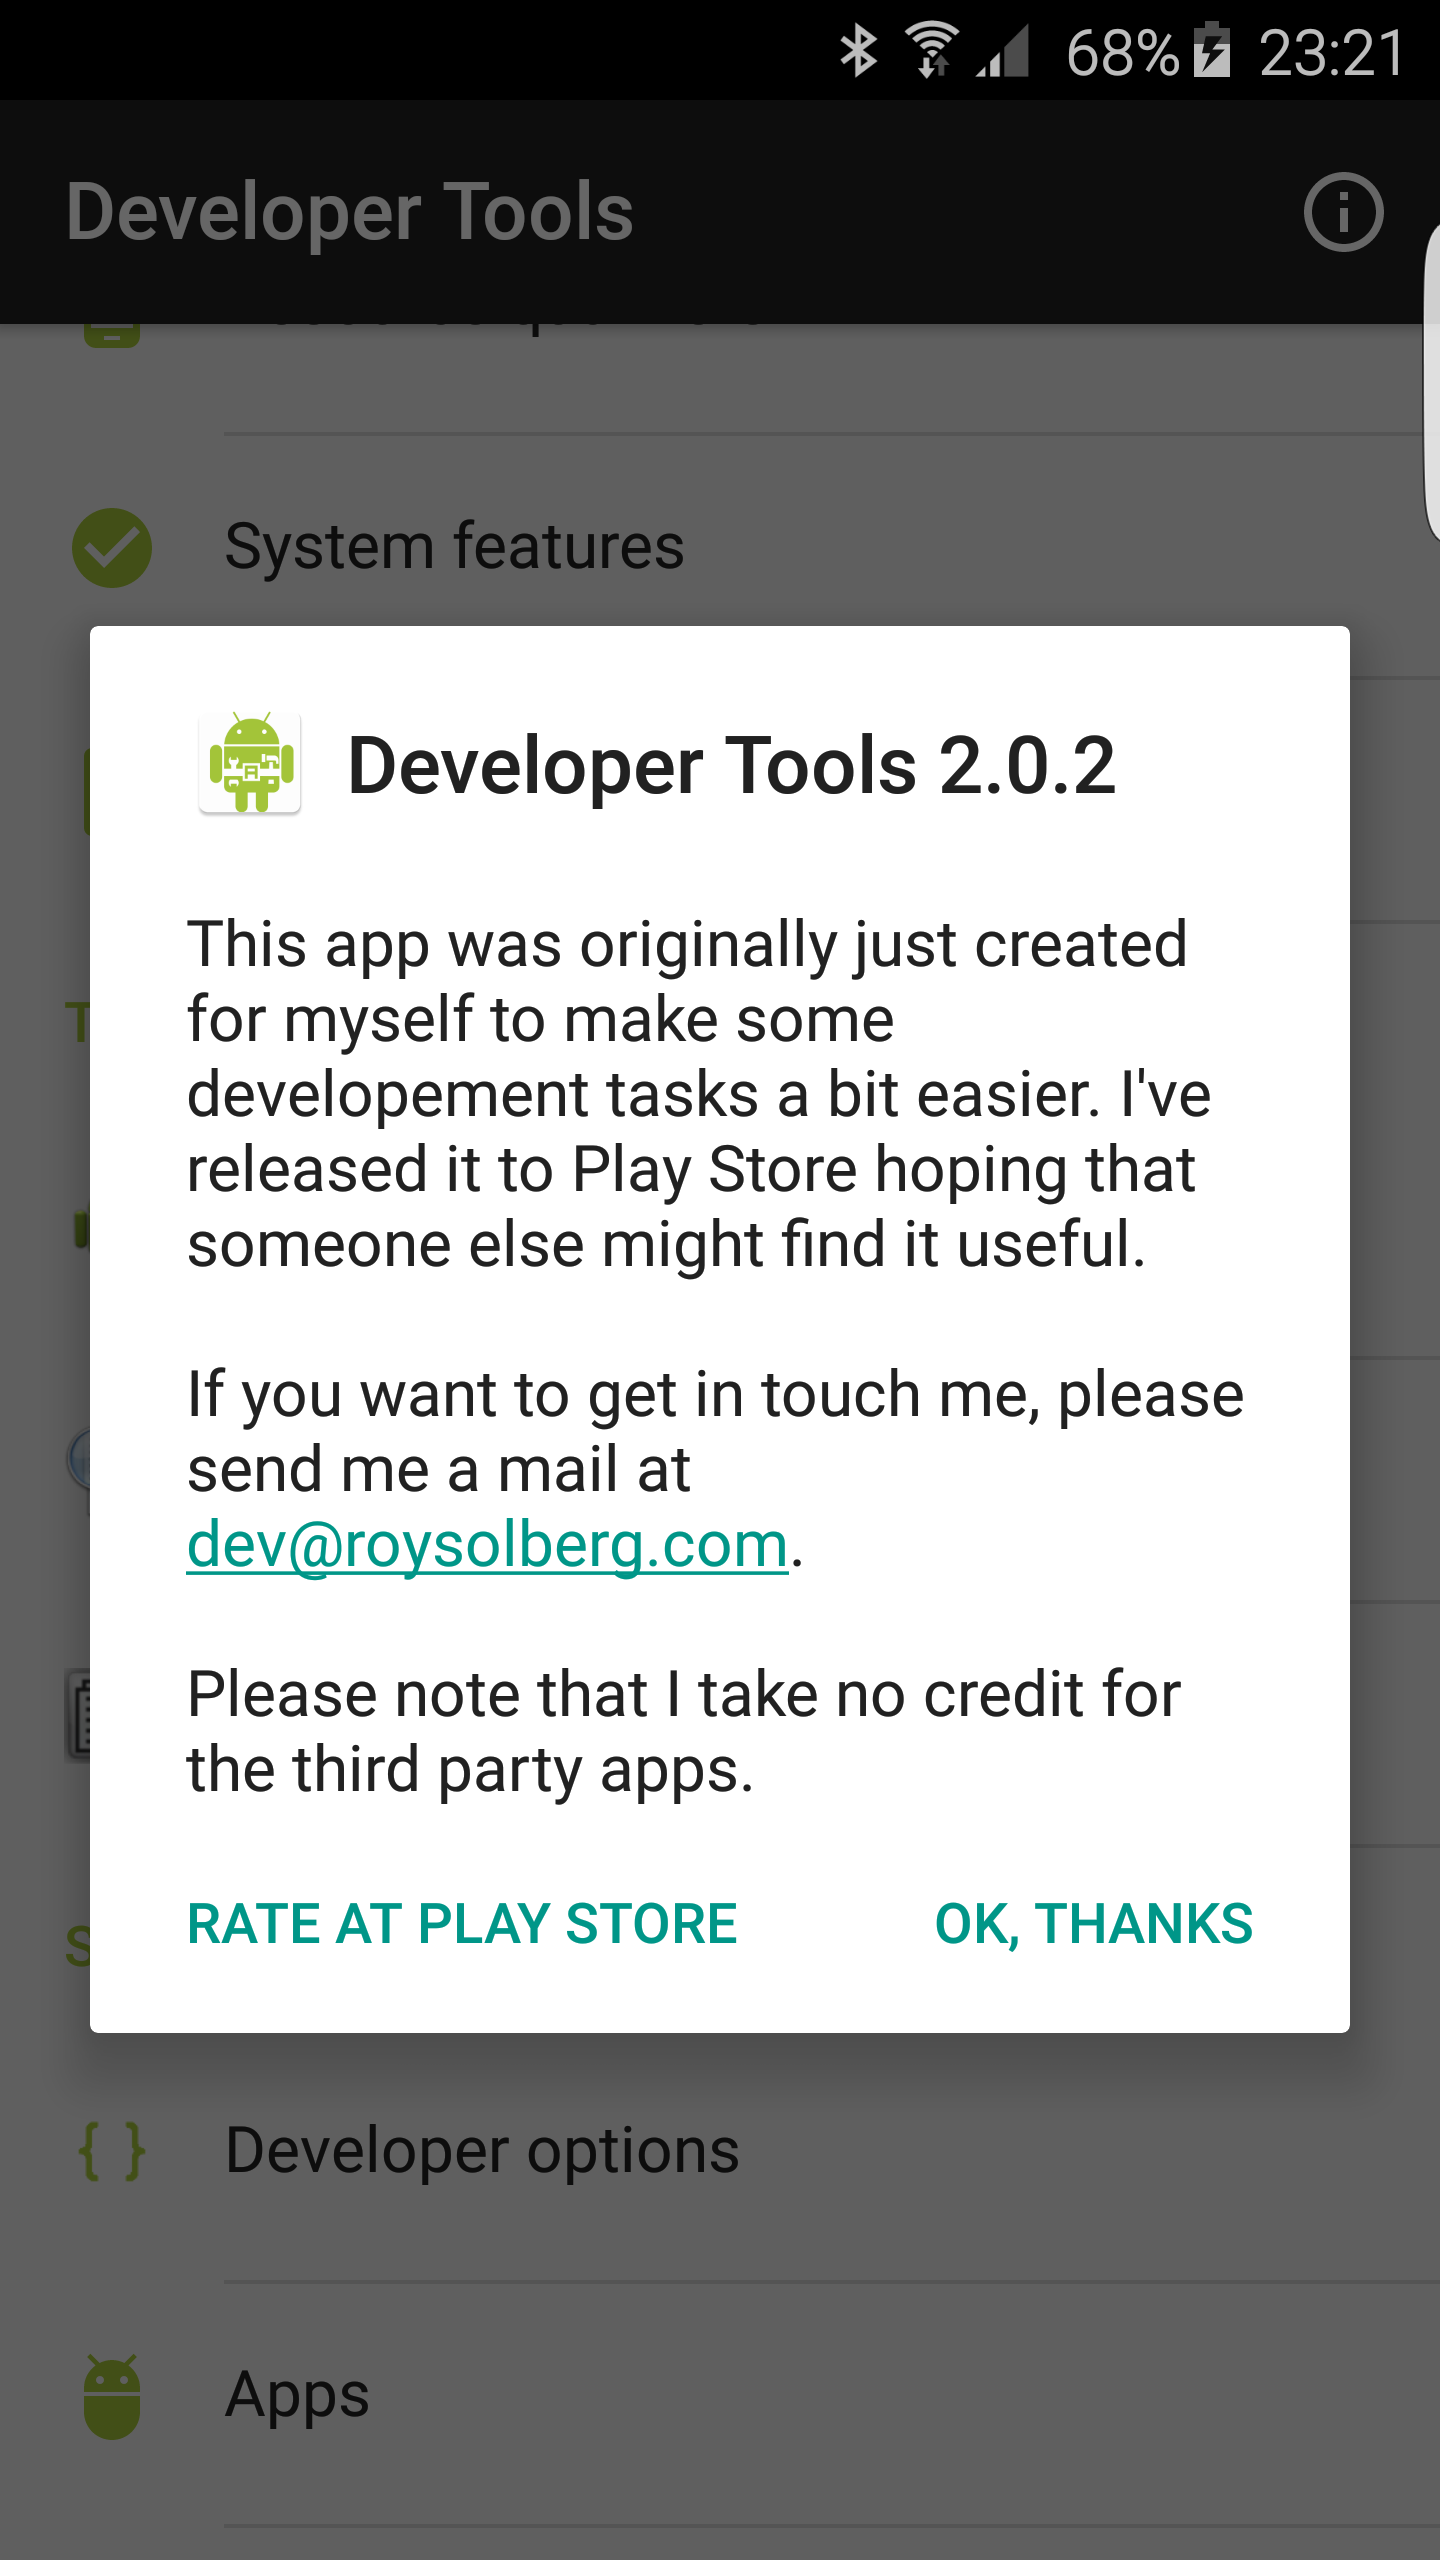 68% 23:21
Developer Tools
System features
Developer Tools 2.0.2
This app was originally just created
for myself to make some
developement tasks a bit easier. I've
released it to Play Store hoping that
someone else might find it useful.
If you want to get in touch me, please
send me a mail at
dev@roysolberg.com.
Please note that I take no credit for
the third party apps.
RATE AT PLAY STORE OK, THANKS
Developer options
Apps